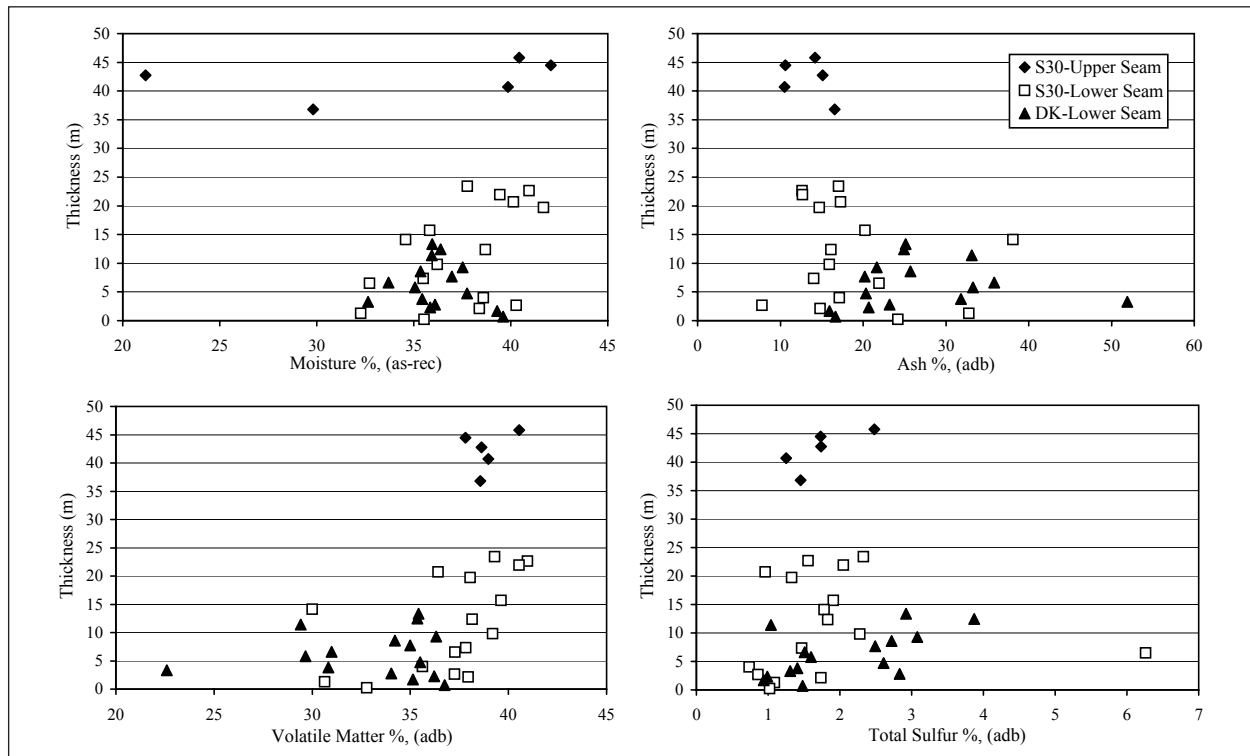 50
45
40
35
30
25
20
15
10
5
0
Thickness (m)
20 25 30 35 40 45
Moisture %, (as-rec)
50
45
40
35
30
25
20
15
10
5
0
Thickness (m)
0 10 20 30 40 50 60
Ash %, (adb)
S30-Upper Seam
S30-Lower Seam
DK-Lower Seam
50
45
40
35
30
25
20
15
10
5
0
Thickness (m)
20 25 30 35 40 45
Volatile Matter %, (adb)
50
45
40
35
30
25
20
15
10
5
0
Thickness (m)
0 1 2 3 4 5 6 7
Total Sulfur %, (adb)